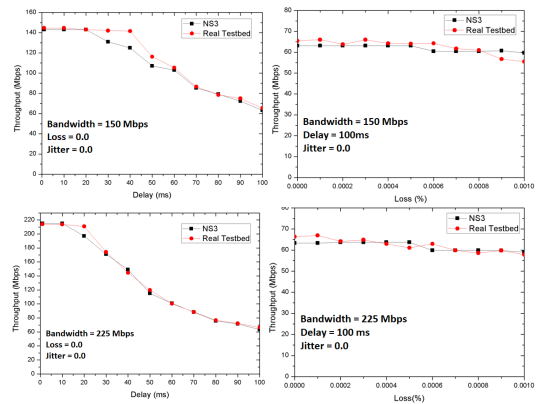 160
140
120
100
80
60
40
20
0
Throughput (Mbps)
NS3
Real Testbed
Bandwidth = 150 Mbps
Loss = 0.0
Jitter = 0.0
0 10 20 30 40 50 60 70 80 90 100
Delay (ms)
80
70
60
50
40
30
20
10
0
Throughput (Mbps)
NS3
Real Testbed
Bandwidth = 150 Mbps
Delay = 100ms
Jitter = 0.0
0.0000 0.0002 0.0004 0.0006 0.0008 0.0010
Loss(%)
220
200
180
160
140
120
100
80
60
40
20
0
Throughput (Mbps)
NS3
Real Testbed
Bandwidth = 225 Mbps
Loss = 0.0
Jitter = 0.0
0 10 20 30 40 50 60 70 80 90 100
Delay (ms)
80
70
60
50
40
30
20
10
0
Throughput (Mbps)
NS3
Real Testbed
Bandwidth = 225 Mbps
Delay = 100 ms
Jitter = 0.0
0.0000 0.0002 0.0004 0.0006 0.0008 0.0010
Loss(%)